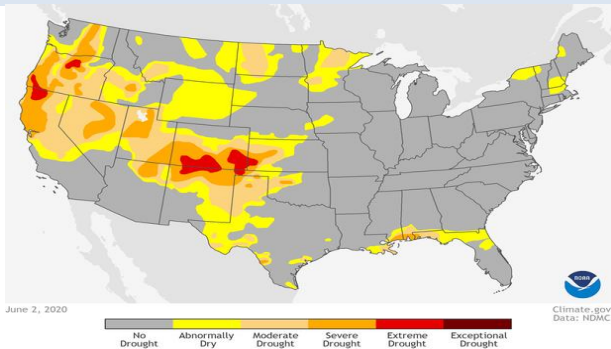 NOAA
June 2, 2020
Climate.gov
Data: NDMC
No Drought
Abnormally Dry
Moderate Drought
Severe Drought
Extreme Drought
Exceptional Drought